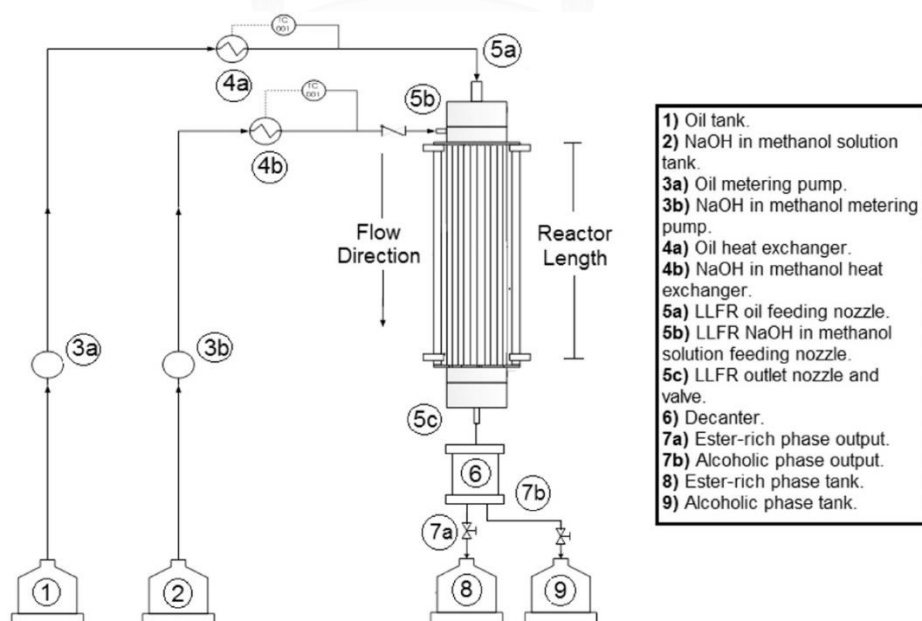 TC
001
5a
4a
TC
001
5b
4b
Flow
Direction
Reactor
Length
3a
3b
5c
6
7b
7a
1
2
8
9
1) Oil tank.
2) NaOH in methanol solution
tank.
3a) Oil metering pump.
3b) NaOH in methanol metering
pump.
4a) Oil heat exchanger.
4b) NaOH in methanol heat
exchanger.
5a) LLFR oil feeding nozzle.
5b) LLFR NaOH in methanol
solution feeding nozzle.
5c) LLFR outlet nozzle and
valve.
6) Decanter.
7a) Ester-rich phase output.
7b) Alcoholic phase output.
8) Ester-rich phase tank.
9) Alcoholic phase tank.